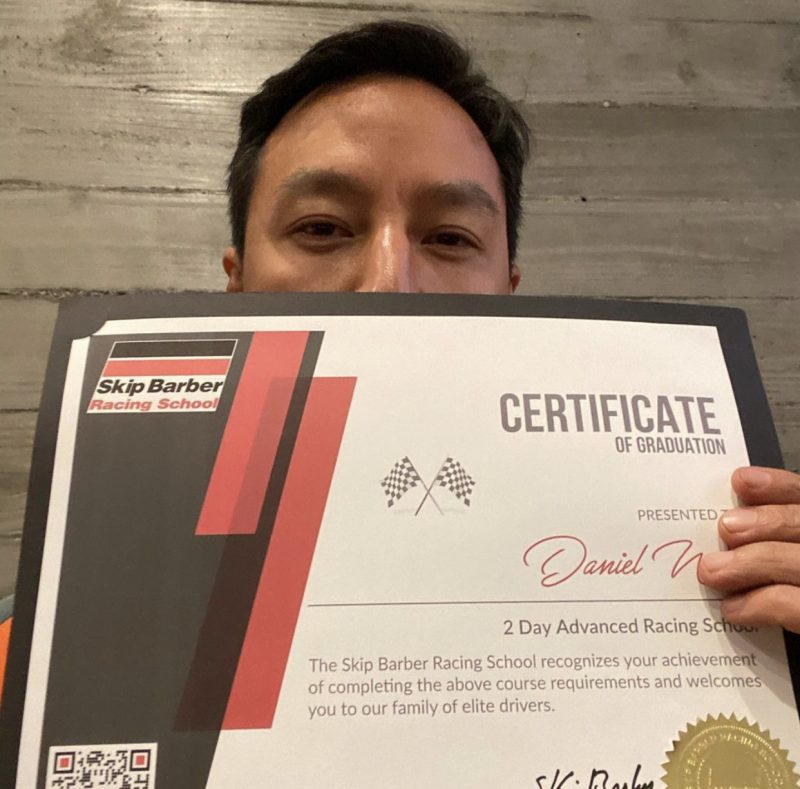 Skip Barber
Racing School
CERTIFICATE
OF GRADUATION
PRESENTED
Daniel
2 Day Advanced Racing School
The Skip Barber Racing School recognizes your achievement
of completing the above course requirements and welcomes
you to our family of elite drivers.